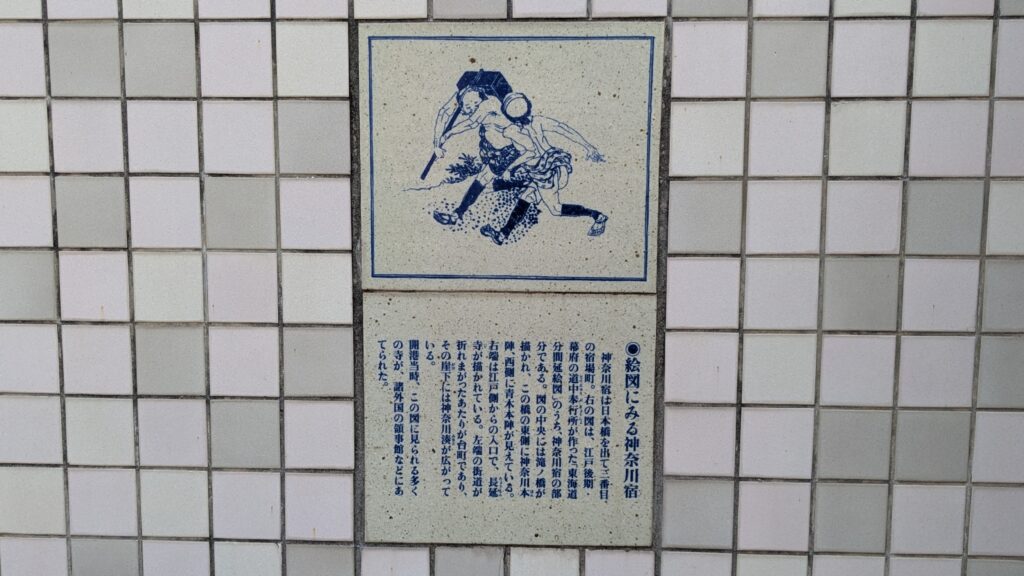 ◉絵図にみる神奈川宿
神奈川宿は日本橋を出て三番目、
の宿場町。右の図は、江戸後期・
幕府の道中奉行所が作った「東海道
分間延絵図」のうち、神奈川宿の部
分である。図の中央には滝ノ橋が
描かれ、この橋の東側に神奈川本
陣、西側に青木本陣が見えている。
右端は江戸側からの入口で、長延
寺が描かれている。左端の街道が
折れまがったあたりが台町であり、
その崖下には神奈川湊が広がって
いる。
開港当時、この図に見られる多く
の寺が、諸外国の領事館などにあ
てられた。